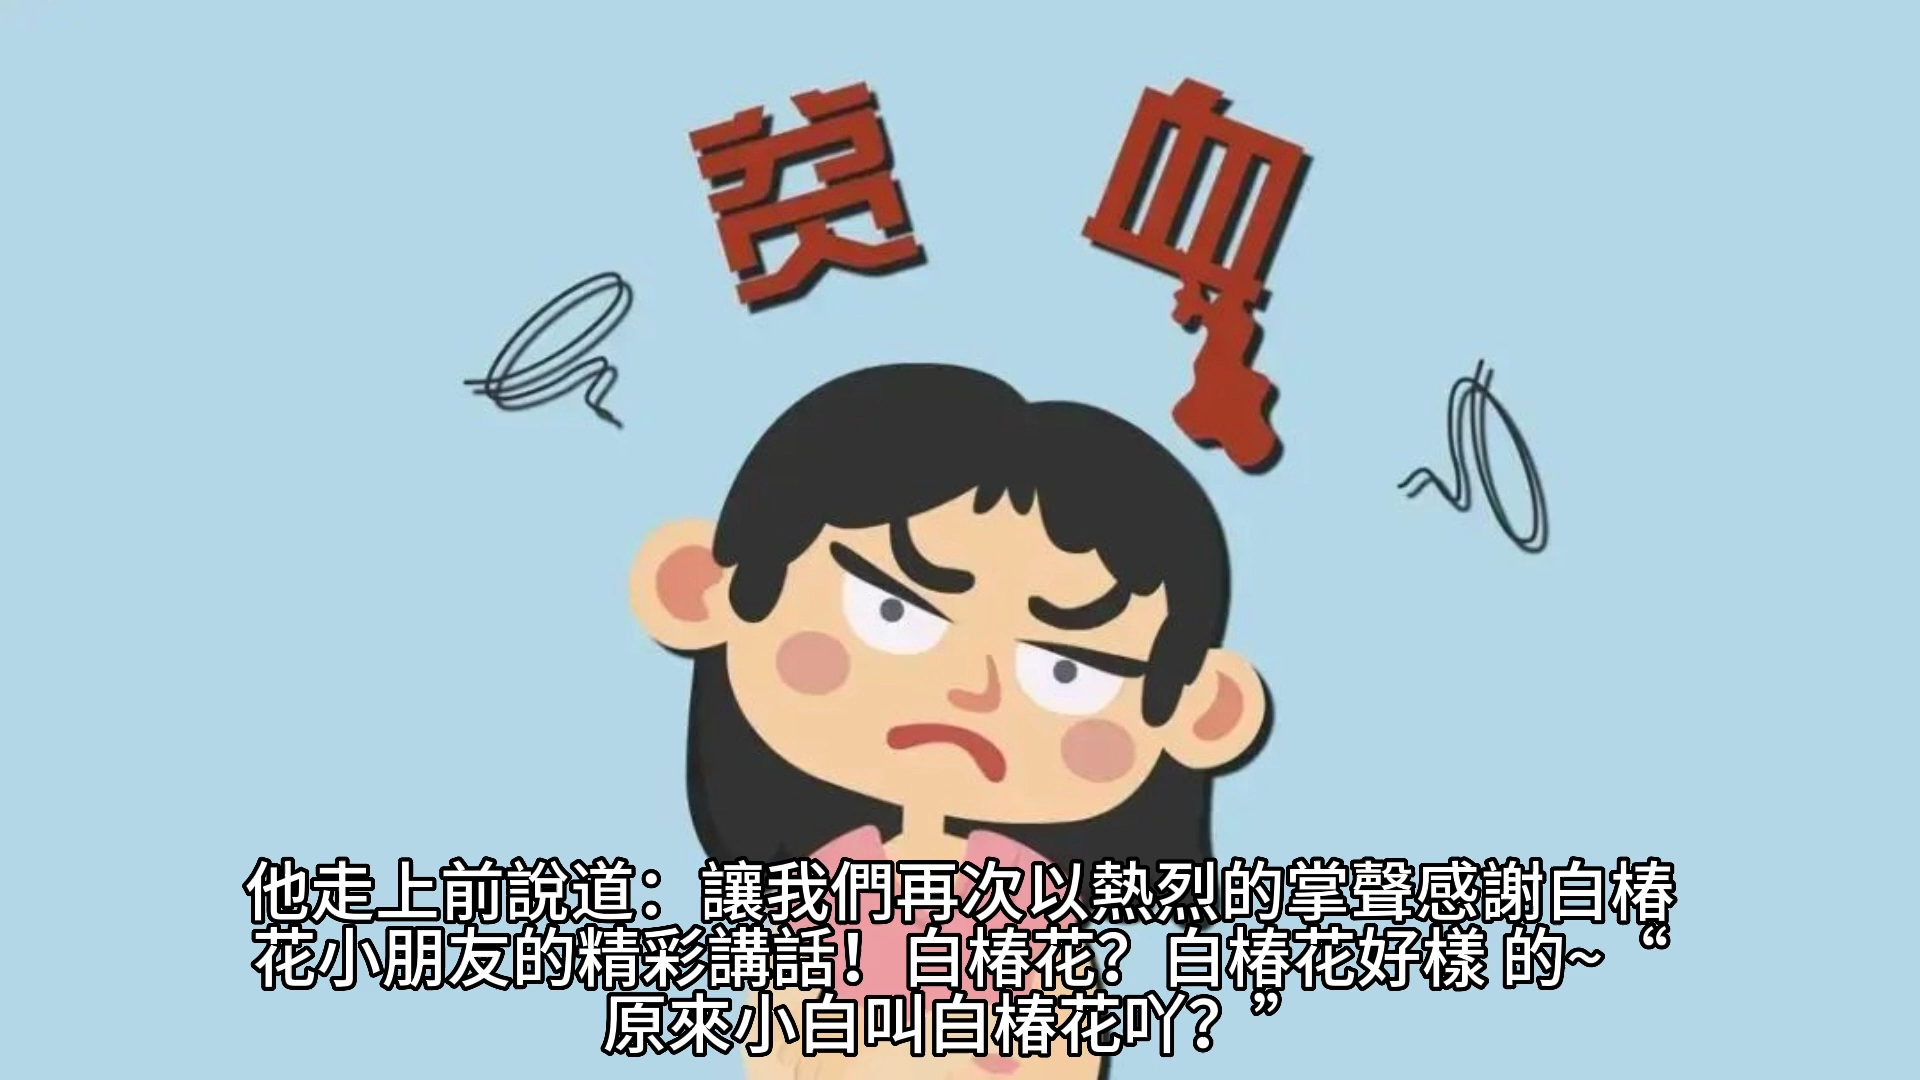 贫血
他走上前說道：讓我們再次以熱烈的掌聲感謝白椿
花小朋友的精彩講話！白椿花？白椿花好樣 的~“
原來小白叫白椿花吖？”